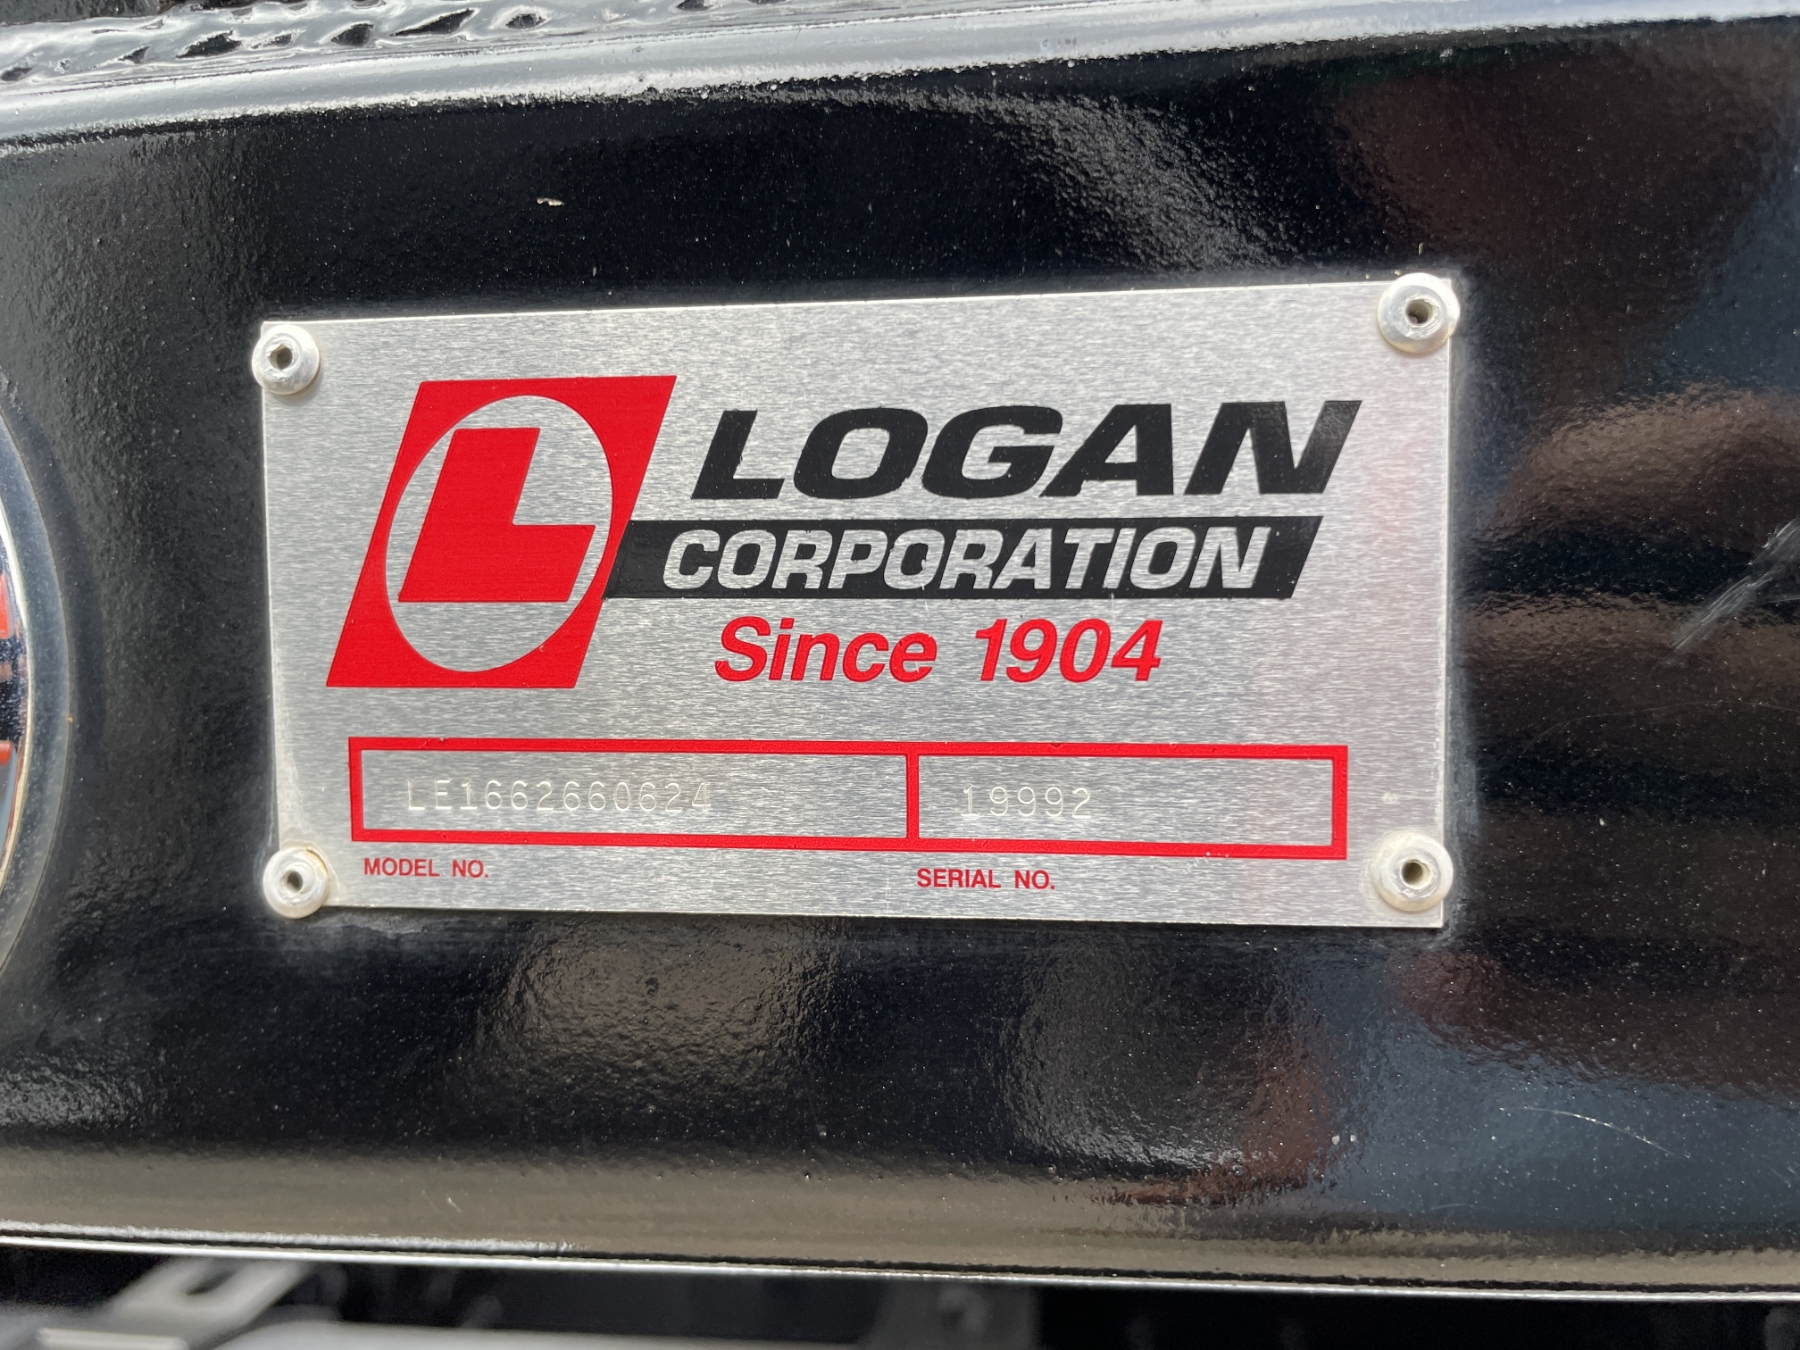 L
LOGAN
CORPORATION
Since 1904
LE1662660624 19992
MODEL NO. SERIAL NO.